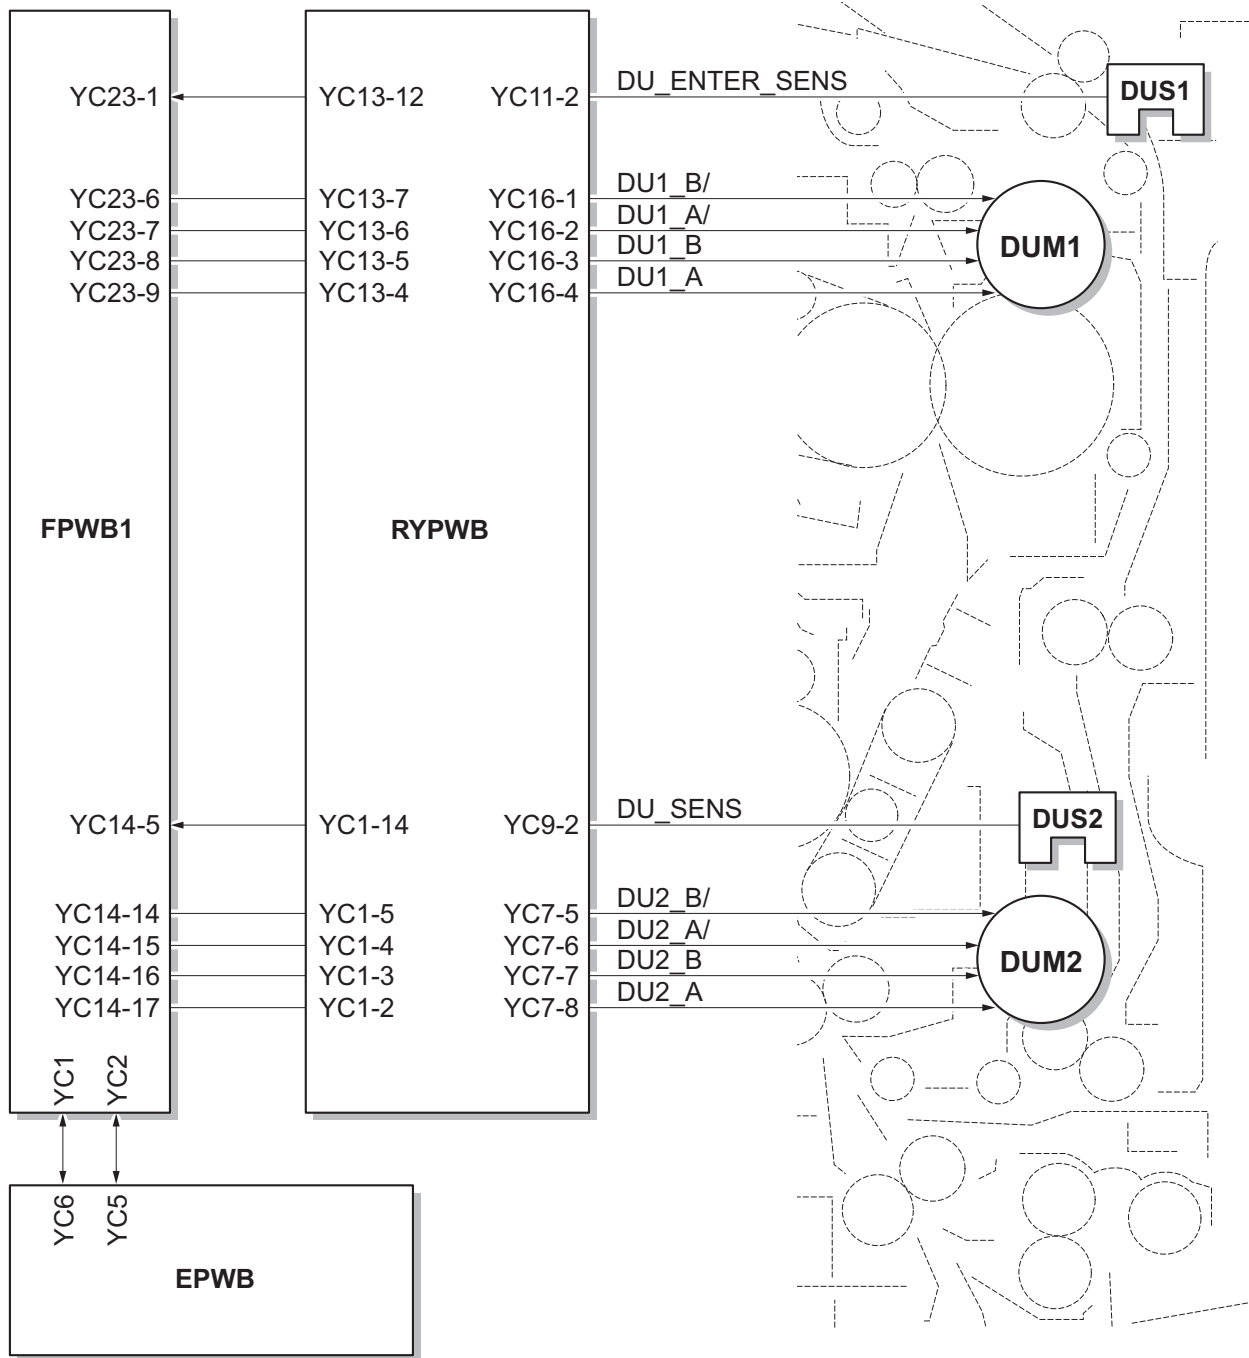 YC23-1 YC13-12 YC11-2 DU_ENTER_SENS DUS1
YC23-6 YC13-7 YC16-1 DU1_B/
YC23-7 YC13-6 YC16-2 DU1_A/
YC23-8 YC13-5 YC16-3 DU1_B
YC23-9 YC13-4 YC16-4 DU1_A
DUM1
FPWB1 RYPWB
YC14-5 YC1-14 YC9-2 DU_SENS DUS2
YC14-14 YC1-5 YC7-5 DU2_B/
YC14-15 YC1-4 YC7-6 DU2_A/
YC14-16 YC1-3 YC7-7 DU2_B
YC14-17 YC1-2 YC7-8 DU2_A
DUM2
YC1 YC2
YC6 YC5
EPWB